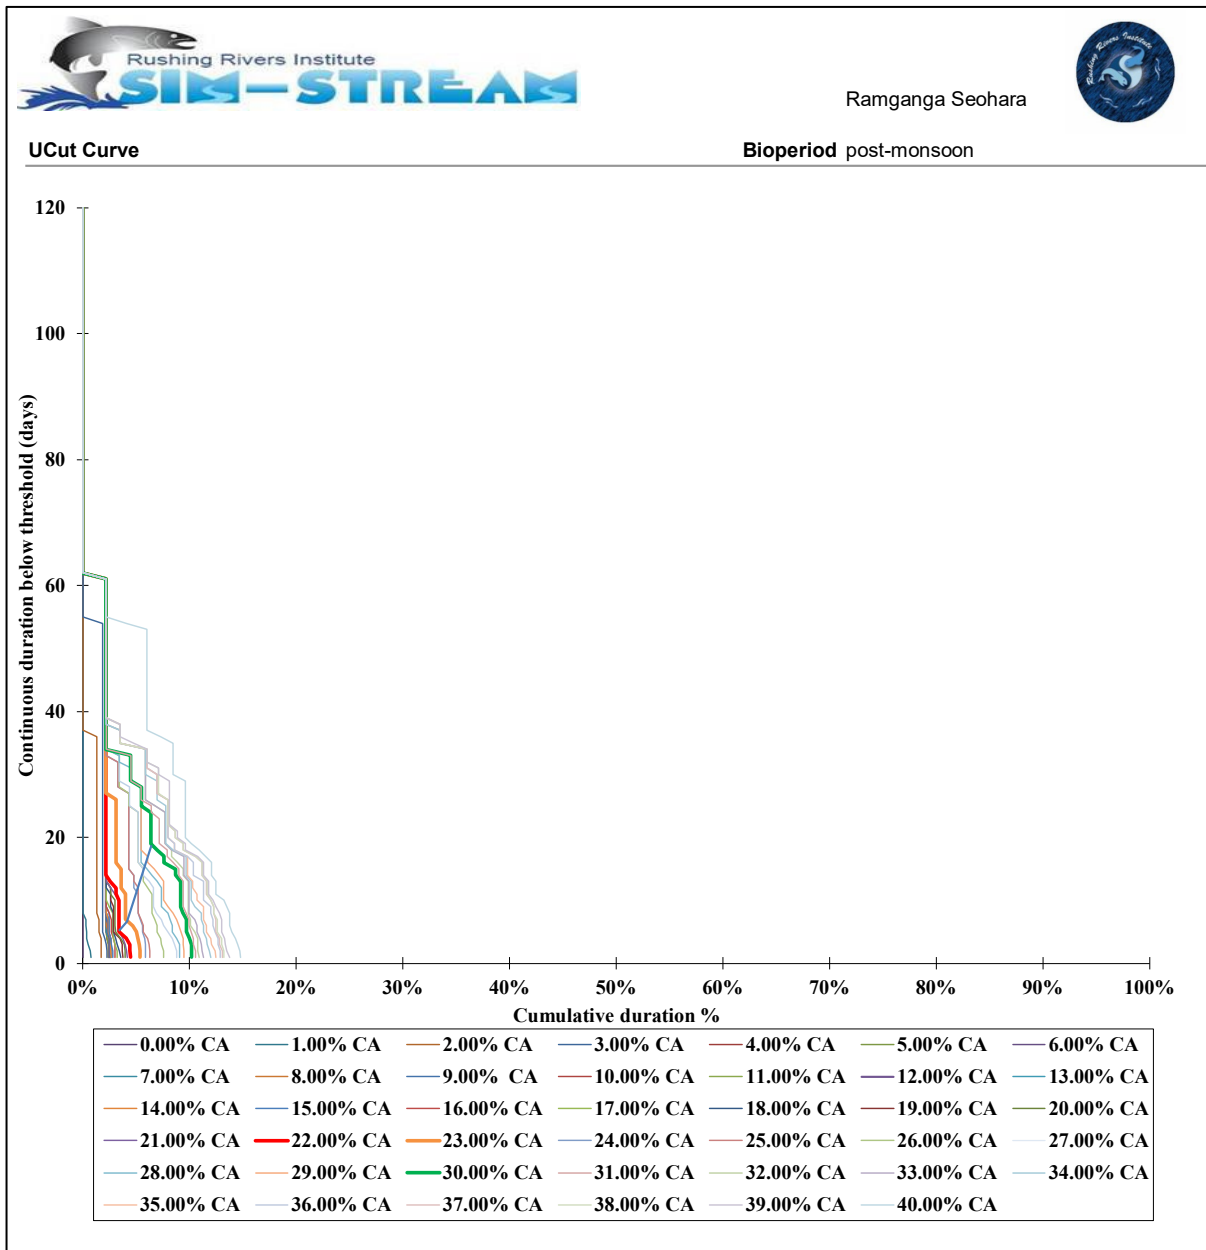 Rushing Rivers Institute
SIM-STREAM
Rushing Rivers Institute
Ramganga Seohara
UCut Curve
Bioperiod post-monsoon
Continuous duration below threshold (days)
120
100
80
60
40
20
0
0% 10% 20% 30% 40% 50% 60% 70% 80% 90% 100%
Cumulative duration %
0.00% CA 1.00% CA 2.00% CA 3.00% CA 4.00% CA 5.00% CA 6.00% CA
7.00% CA 8.00% CA 9.00% CA 10.00% CA 11.00% CA 12.00% CA 13.00% CA
14.00% CA 15.00% CA 16.00% CA 17.00% CA 18.00% CA 19.00% CA 20.00% CA
21.00% CA 22.00% CA 23.00% CA 24.00% CA 25.00% CA 26.00% CA 27.00% CA
28.00% CA 29.00% CA 30.00% CA 31.00% CA 32.00% CA 33.00% CA 34.00% CA
35.00% CA 36.00% CA 37.00% CA 38.00% CA 39.00% CA 40.00% CA